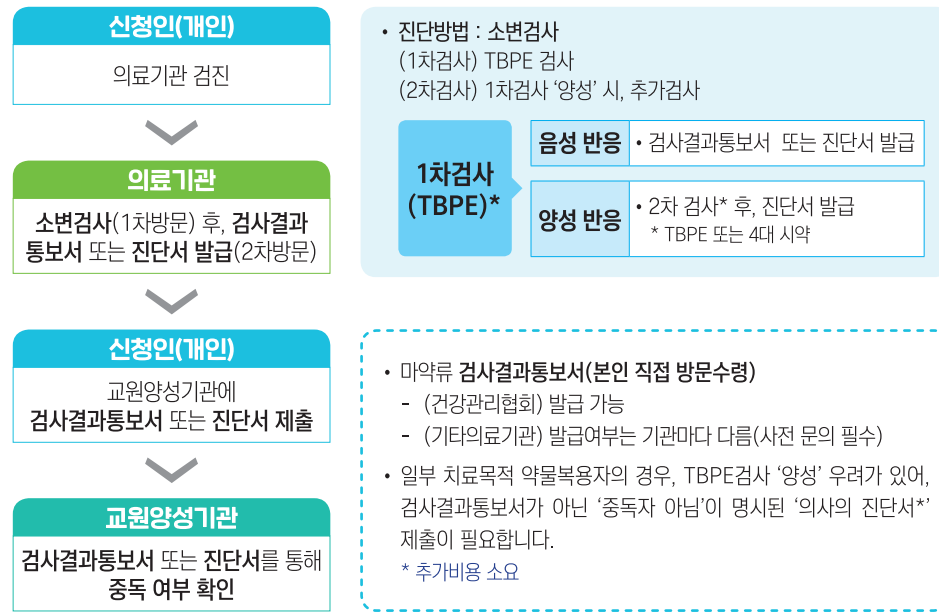 신청인(개인)
의료기관 검진
의료기관
소변검사(1차방문) 후, 검사결과
통보서 또는 진단서 발급(2차방문)
신청인(개인)
교원양성기관에
검사결과통보서 또는 진단서 제출
교원양성기관
검사결과통보서 또는 진단서를 통해
중독 여부 확인
• 진단방법 : 소변검사
(1차검사) TBPE 검사
(2차검사) 1차검사 ‘양성’ 시, 추가검사
1차검사
(TBPE)*
음성 반응 • 검사결과통보서 또는 진단서 발급
양성 반응 • 2차 검사* 후, 진단서 발급
* TBPE 또는 4대 시약
• 마약류 검사결과통보서(본인 직접 방문수령)
- (건강관리협회) 발급 가능
- (기타의료기관) 발급여부는 기관마다 다름(사전 문의 필수)
• 일부 치료목적 약물복용자의 경우, TBPE검사 ‘양성’ 우려가 있어,
검사결과통보서가 아닌 ‘중독자 아님’이 명시된 ‘의사의 진단서*’
제출이 필요합니다.
* 추가비용 소요